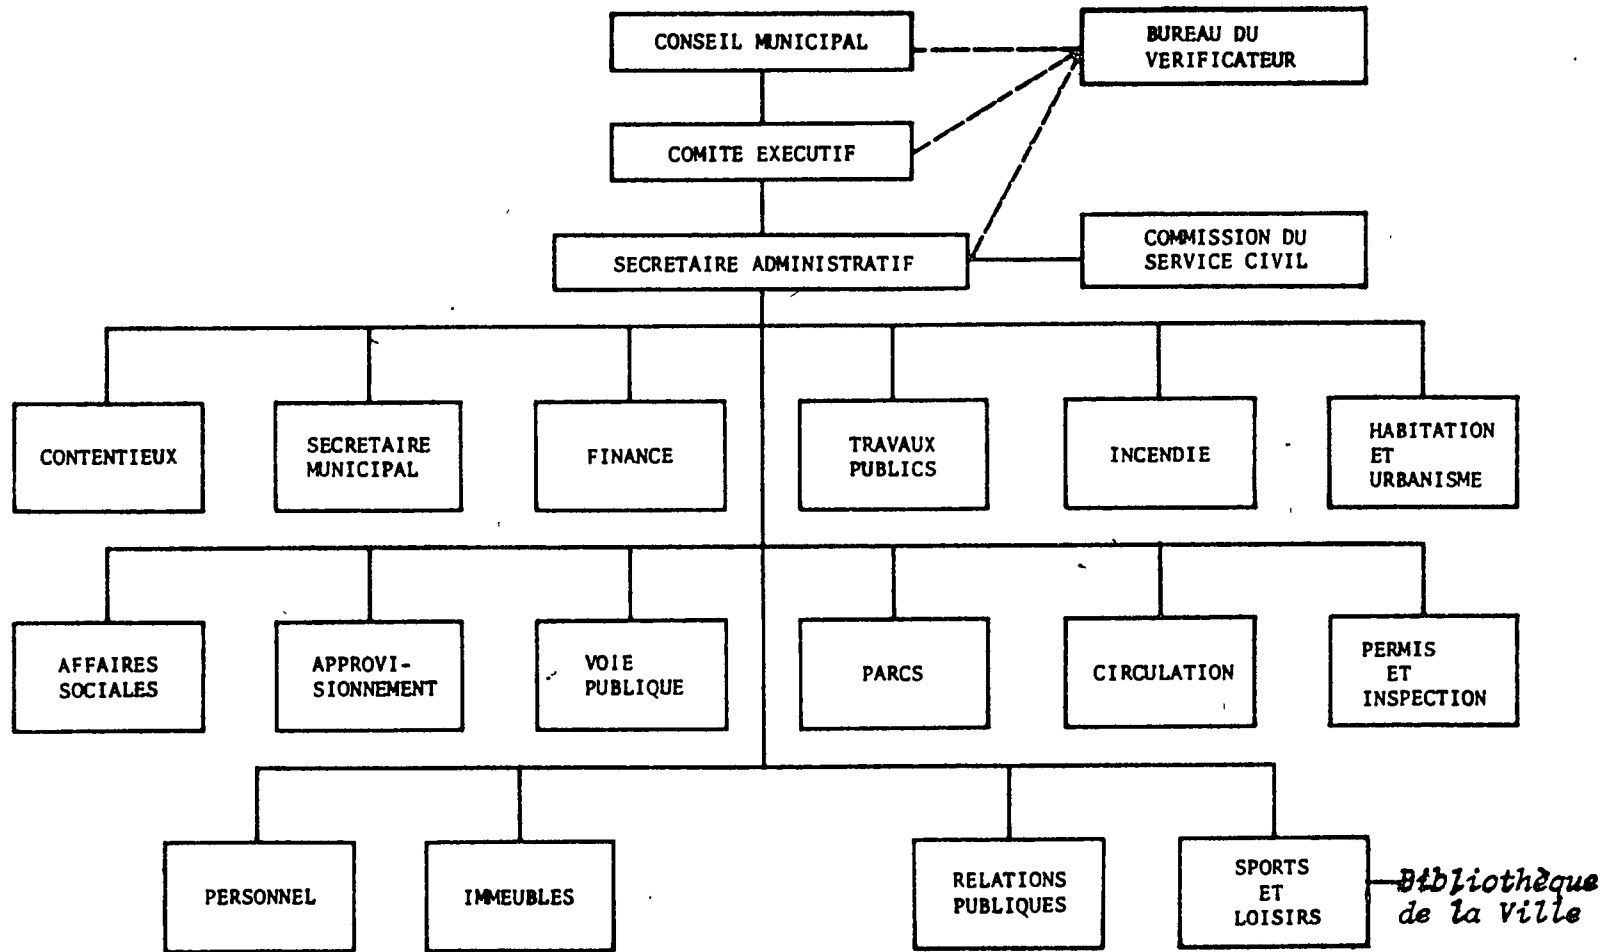 CONSEIL MUNICIPAL
BUREAU DU
VERIFICATEUR
COMITE EXECUTIF
SECRETAIRE ADMINISTRATIF
COMMISSION DU
SERVICE CIVIL
CONTENTIEUX
SECRETAIRE
MUNICIPAL
FINANCE
TRAVAUX
PUBLICS
INCENDIE
HABITATION
ET
URBANISME
AFFAIRES
SOCIALES
APPROVI-
SIONNEMENT
VOIE
PUBLIQUE
PARCS
CIRCULATION
PERMIS
ET
INSPECTION
PERSONNEL
IMMEUBLES
RELATIONS
PUBLIQUES
SPORTS
ET
LOISIRS
Bibliothèque
de la Ville